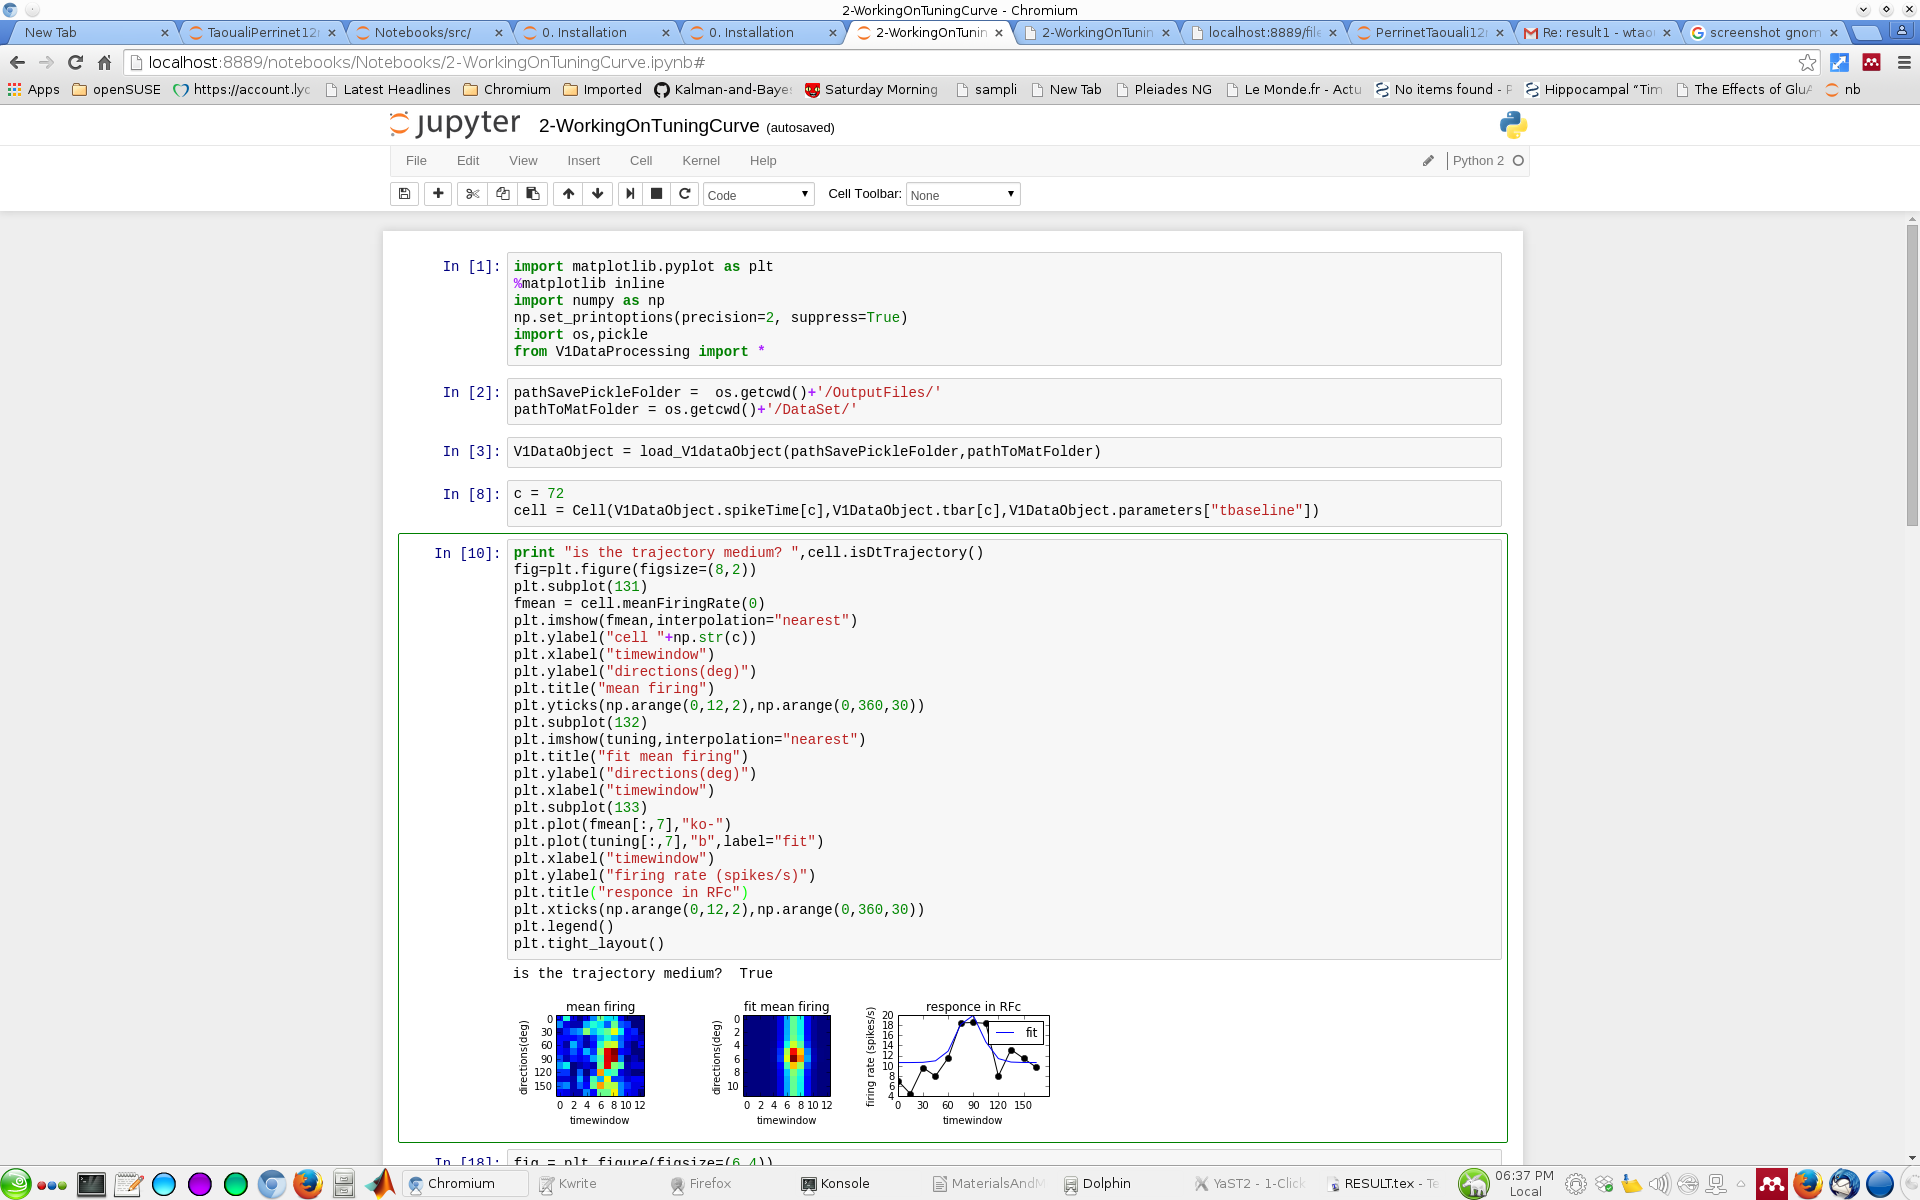 2-WorkingOnTuningCurve - Chromium
New Tab
TaoualiPerrinet12
Notebooks/src/
0. Installation
0. Installation
2-WorkingOnTunin
2-WorkingOnTunin
localhost:8889/file
PerrinetTaouali12
Re: result1 - wtao
screenshot gnom
localhost:8889/notebooks/Notebooks/2-WorkingOnTuningCurve.ipynb#
Apps
openSUSE
https://account.lyc
Latest Headlines
Chromium
Imported
Kalman-and-Baye
Saturday Morning
sampli
New Tab
Pleiades NG
Le Monde.fr - Actu
No items found - P
Hippocampal “Tim
The Effects of GluA
nb
jupyter 2-WorkingOnTuningCurve (autosaved)
File Edit View Insert Cell Kernel Help
Python 2
Code
Cell Toolbar: None
In [1]:
import matplotlib.pyplot as plt
%matplotlib inline
import numpy as np
np.set_printoptions(precision=2, suppress=True)
import os,pickle
from V1DataProcessing import *
In [2]:
pathSavePickleFolder =  os.getcwd()+'/OutputFiles/'
pathToMatFolder = os.getcwd()+'/DataSet/'
In [3]:
V1DataObject = load_V1dataObject(pathSavePickleFolder,pathToMatFolder)
In [8]:
c = 72
cell = Cell(V1DataObject.spikeTime[c],V1DataObject.tbar[c],V1DataObject.parameters["tbaseline"])
In [10]:
print "is the trajectory medium? ",cell.isDtTrajectory()
fig=plt.figure(figsize=(8,2))
plt.subplot(131)
fmean = cell.meanFiringRate(0)
plt.imshow(fmean,interpolation="nearest")
plt.ylabel("cell "+np.str(c))
plt.xlabel("timewindow")
plt.ylabel("directions(deg)")
plt.title("mean firing")
plt.yticks(np.arange(0,12,2),np.arange(0,360,30))
plt.subplot(132)
plt.imshow(tuning,interpolation="nearest")
plt.title("fit mean firing")
plt.ylabel("directions(deg)")
plt.xlabel("timewindow")
plt.subplot(133)
plt.plot(fmean[:,7],"ko-")
plt.plot(tuning[:,7],"b",label="fit")
plt.xlabel("timewindow")
plt.ylabel("firing rate (spikes/s)")
plt.title("responce in RFc")
plt.xticks(np.arange(0,12,2),np.arange(0,360,30))
plt.legend()
plt.tight_layout()
is the trajectory medium?  True
mean firing
directions(deg)
0
30
60
90
120
150
0 2 4 6 8 10 12
timewindow
fit mean firing
directions(deg)
0
2
4
6
8
10
0 2 4 6 8 10 12
timewindow
responce in RFc
firing rate (spikes/s)
20
18
16
14
12
10
8
6
4
fit
0 30 60 90 120 150
timewindow
In [18]:
fig = plt.figure(figsize=(6,4))
Chromium
Kwrite
Firefox
Konsole
MaterialsAndM
Dolphin
YaST2 - 1-Click
RESULT.tex - Te
06:37 PM
Local